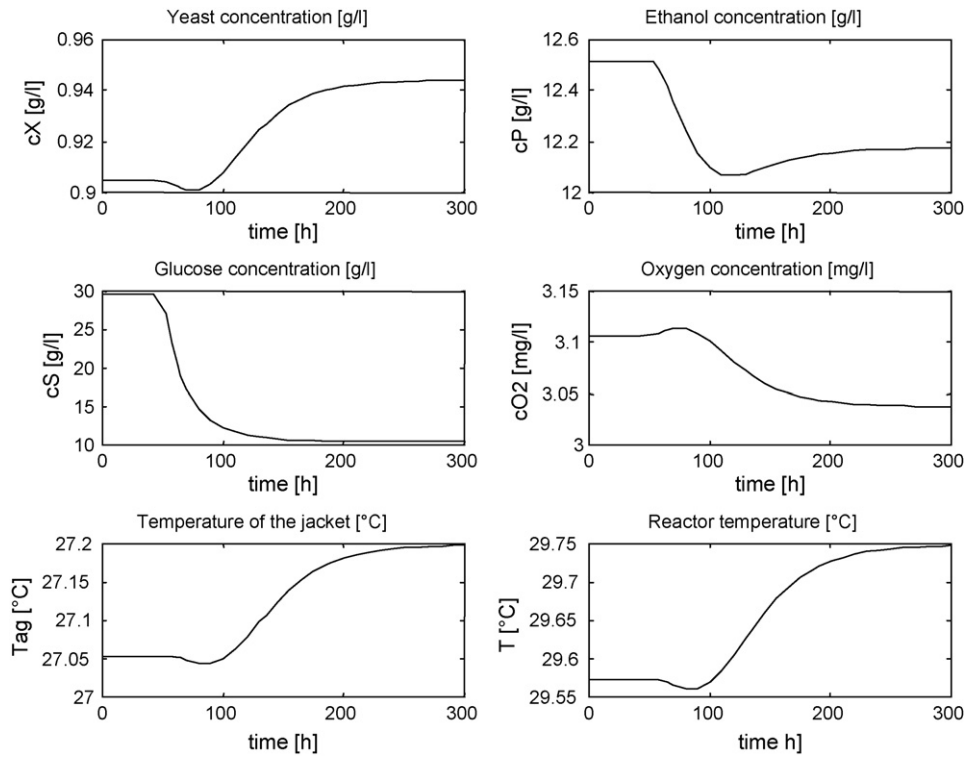 Yeast concentration [g/l]
0.96
0.94
0.92
0.9
cX [g/l]
0 100 200 300
time [h]
Ethanol concentration [g/l]
12.6
12.4
12.2
12
cP [g/l]
0 100 200 300
time [h]
Glucose concentration [g/l]
30
25
20
15
10
cS [g/l]
0 100 200 300
time [h]
Oxygen concentration [mg/l]
3.15
3.1
3.05
3
cO2 [mg/l]
0 100 200 300
time [h]
Temperature of the jacket [°C]
27.2
27.15
27.1
27.05
27
Tag [°C]
0 100 200 300
time [h]
Reactor temperature [°C]
29.75
29.7
29.65
29.6
29.55
T [°C]
0 100 200 300
time h]